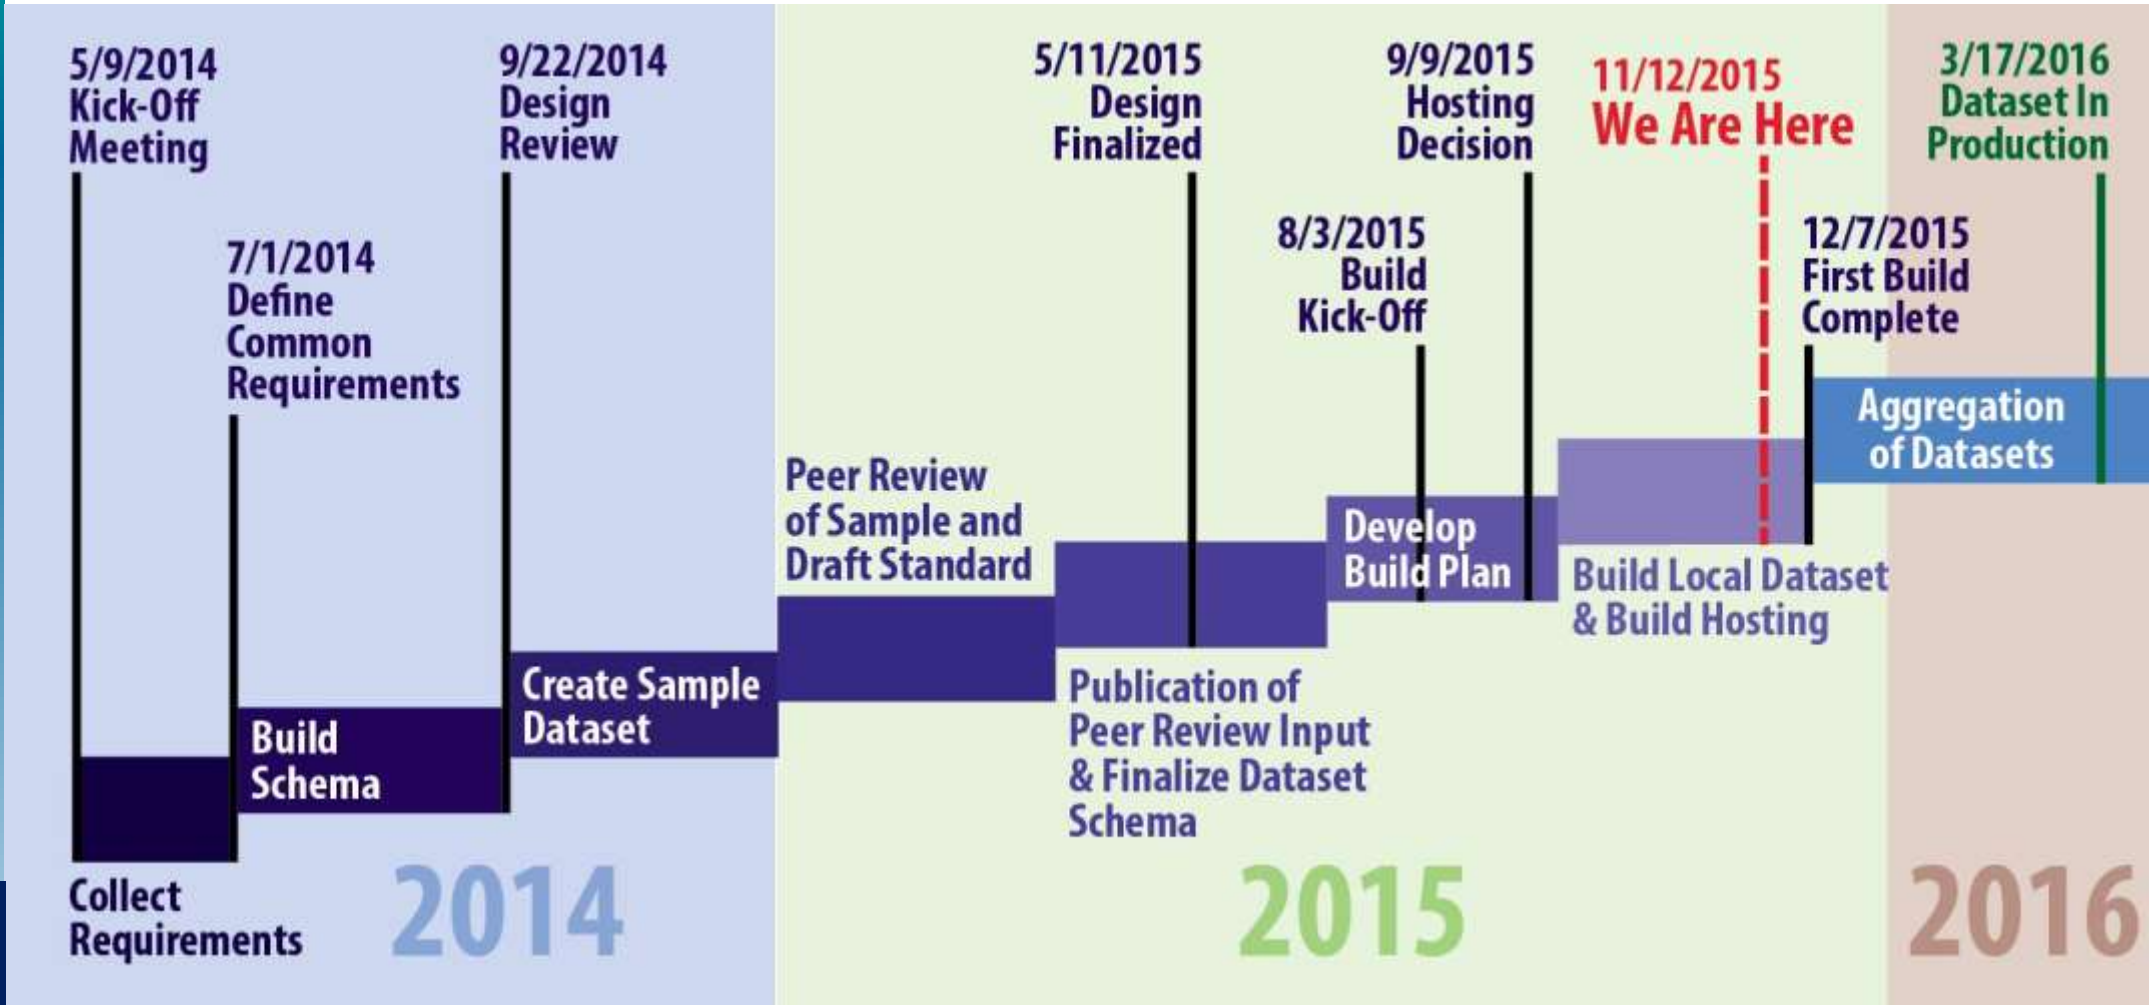 5/9/2014
Kick-Off
Meeting
7/1/2014
Define
Common
Requirements
9/22/2014
Design
Review
5/11/2015
Design
Finalized
8/3/2015
Build
Kick-Off
9/9/2015
Hosting
Decision
11/12/2015
We Are Here
12/7/2015
First Build
Complete
3/17/2016
Dataset In
Production
Collect
Requirements
Build
Schema
Create Sample
Dataset
Peer Review
of Sample and
Draft Standard
Publication of
Peer Review Input
& Finalize Dataset
Schema
Develop
Build Plan
Build Local Dataset
& Build Hosting
Aggregation
of Datasets
2014
2015
2016